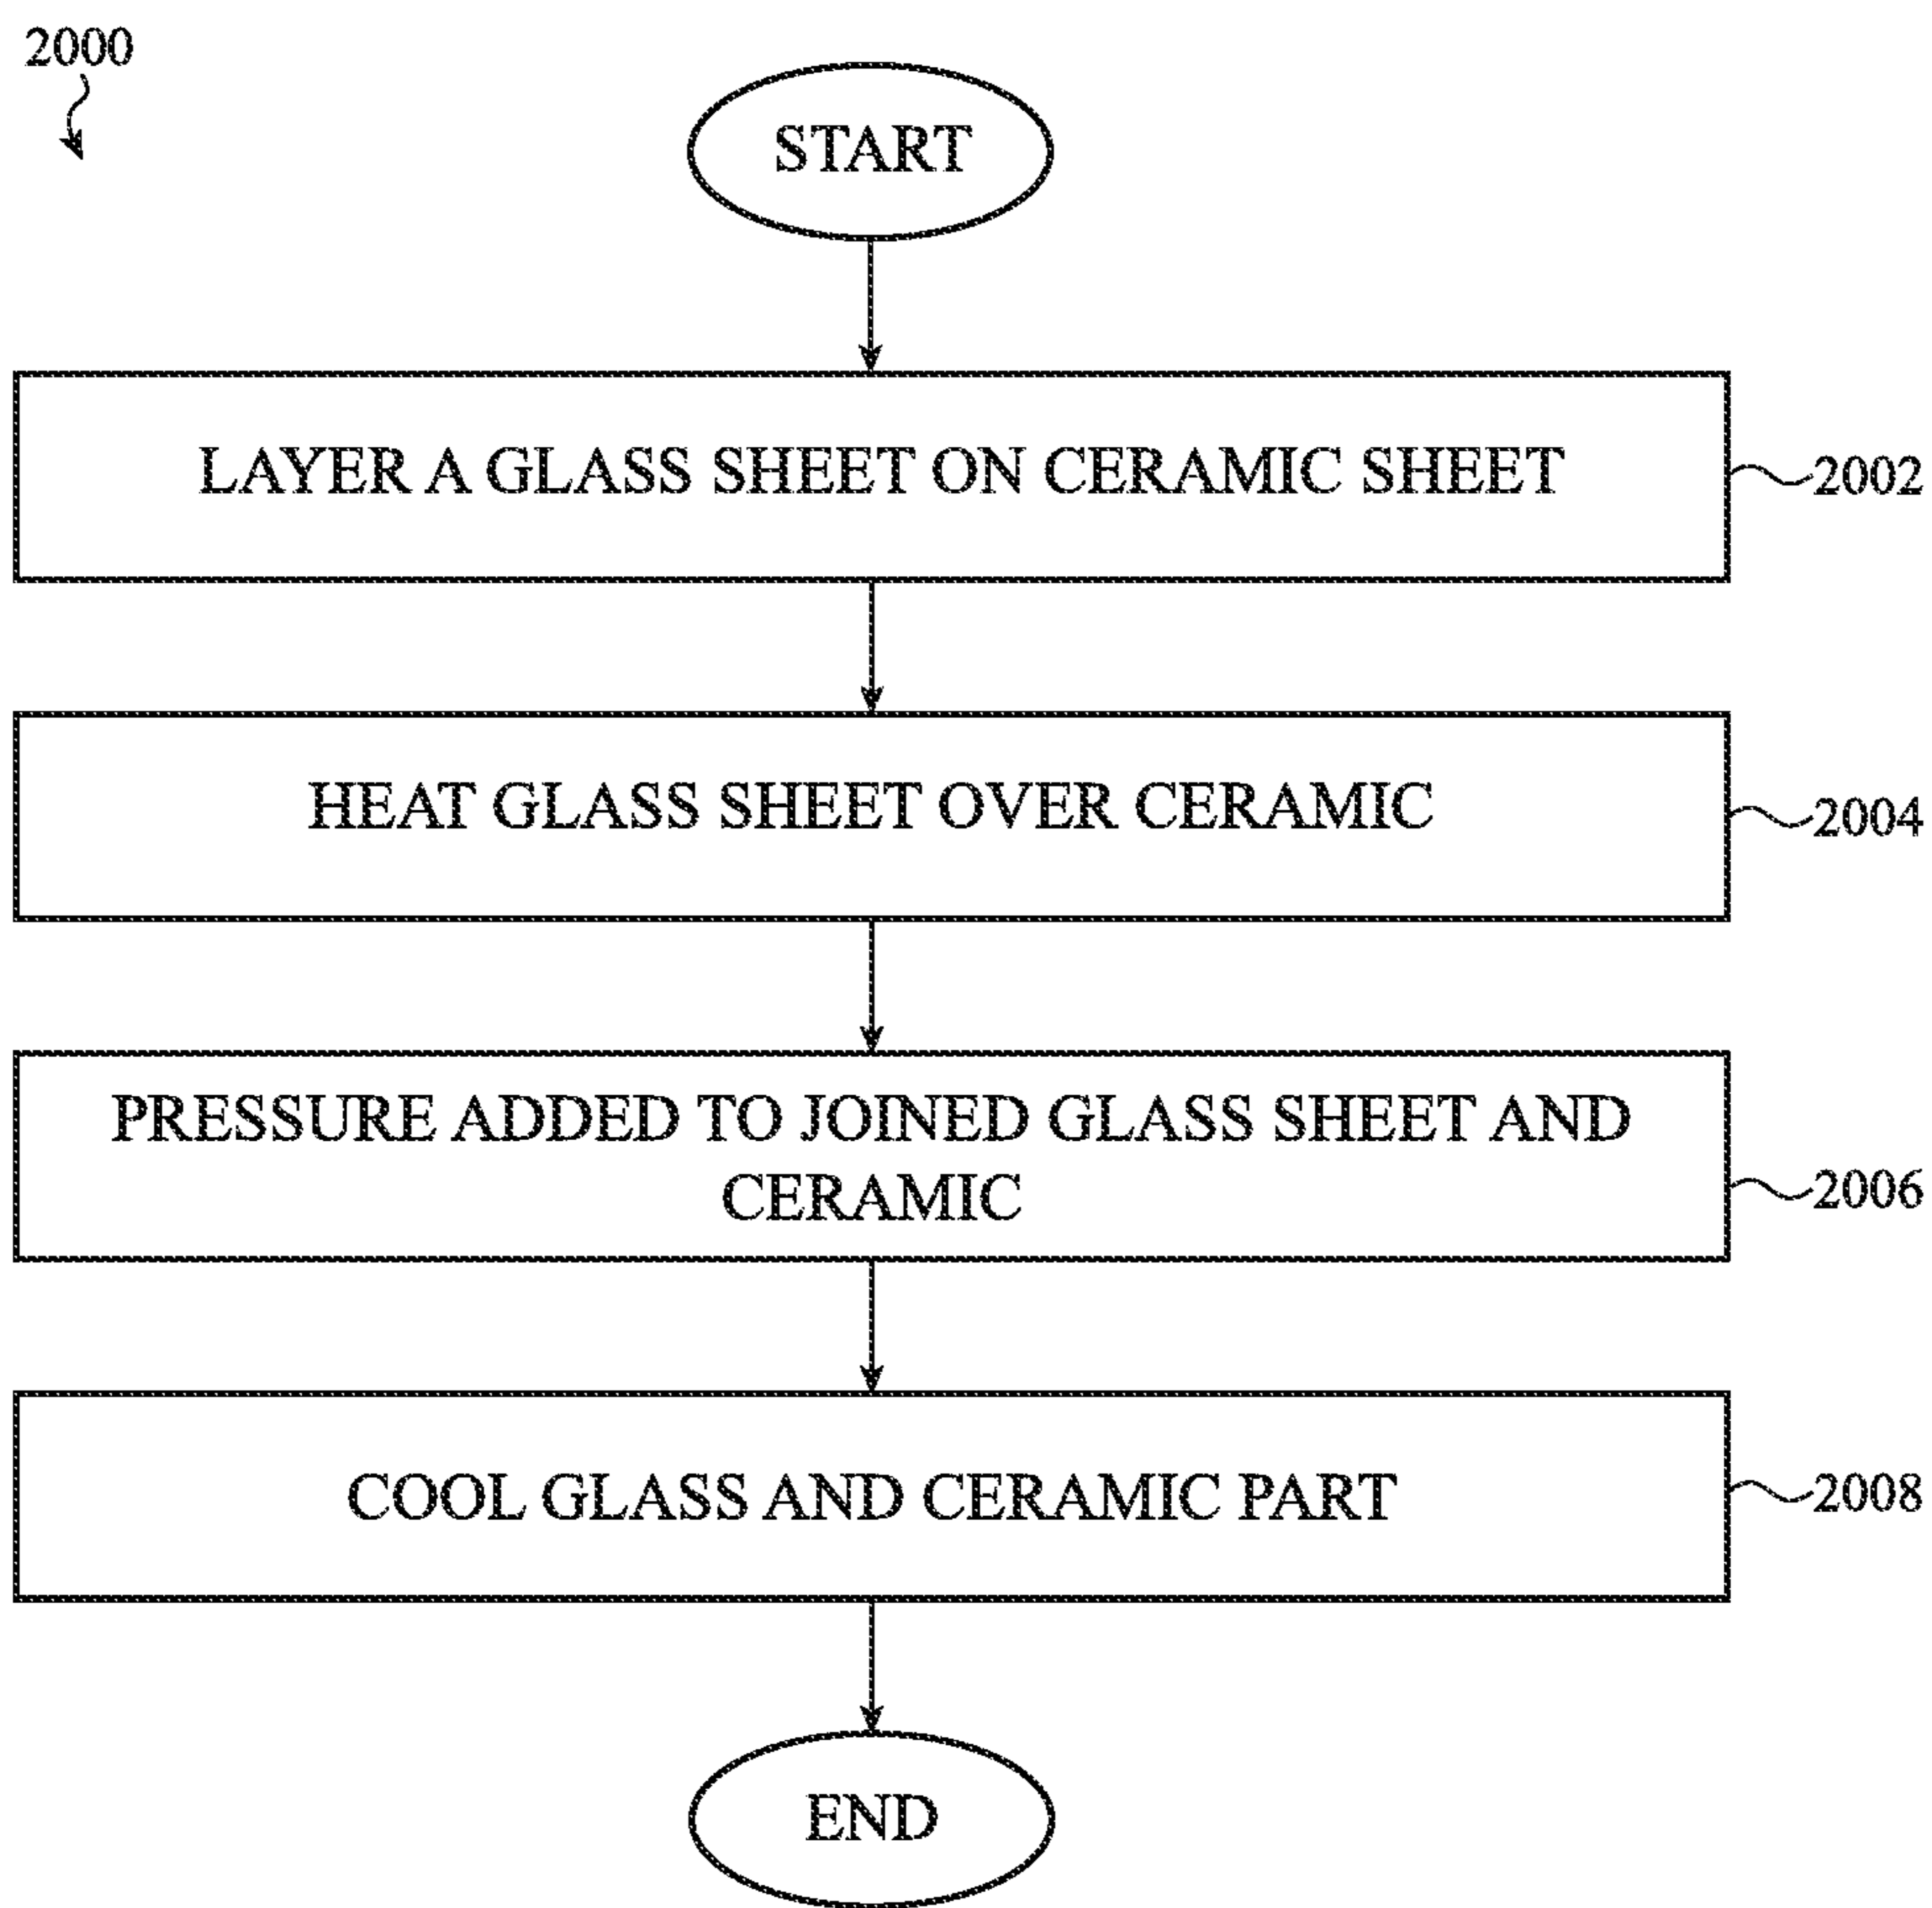 2000
START
LAYER A GLASS SHEET ON CERAMIC SHEET
2002
HEAT GLASS SHEET OVER CERAMIC
2004
PRESSURE ADDED TO JOINED GLASS SHEET AND
CERAMIC
2006
COOL GLASS AND CERAMIC PART
2008
END